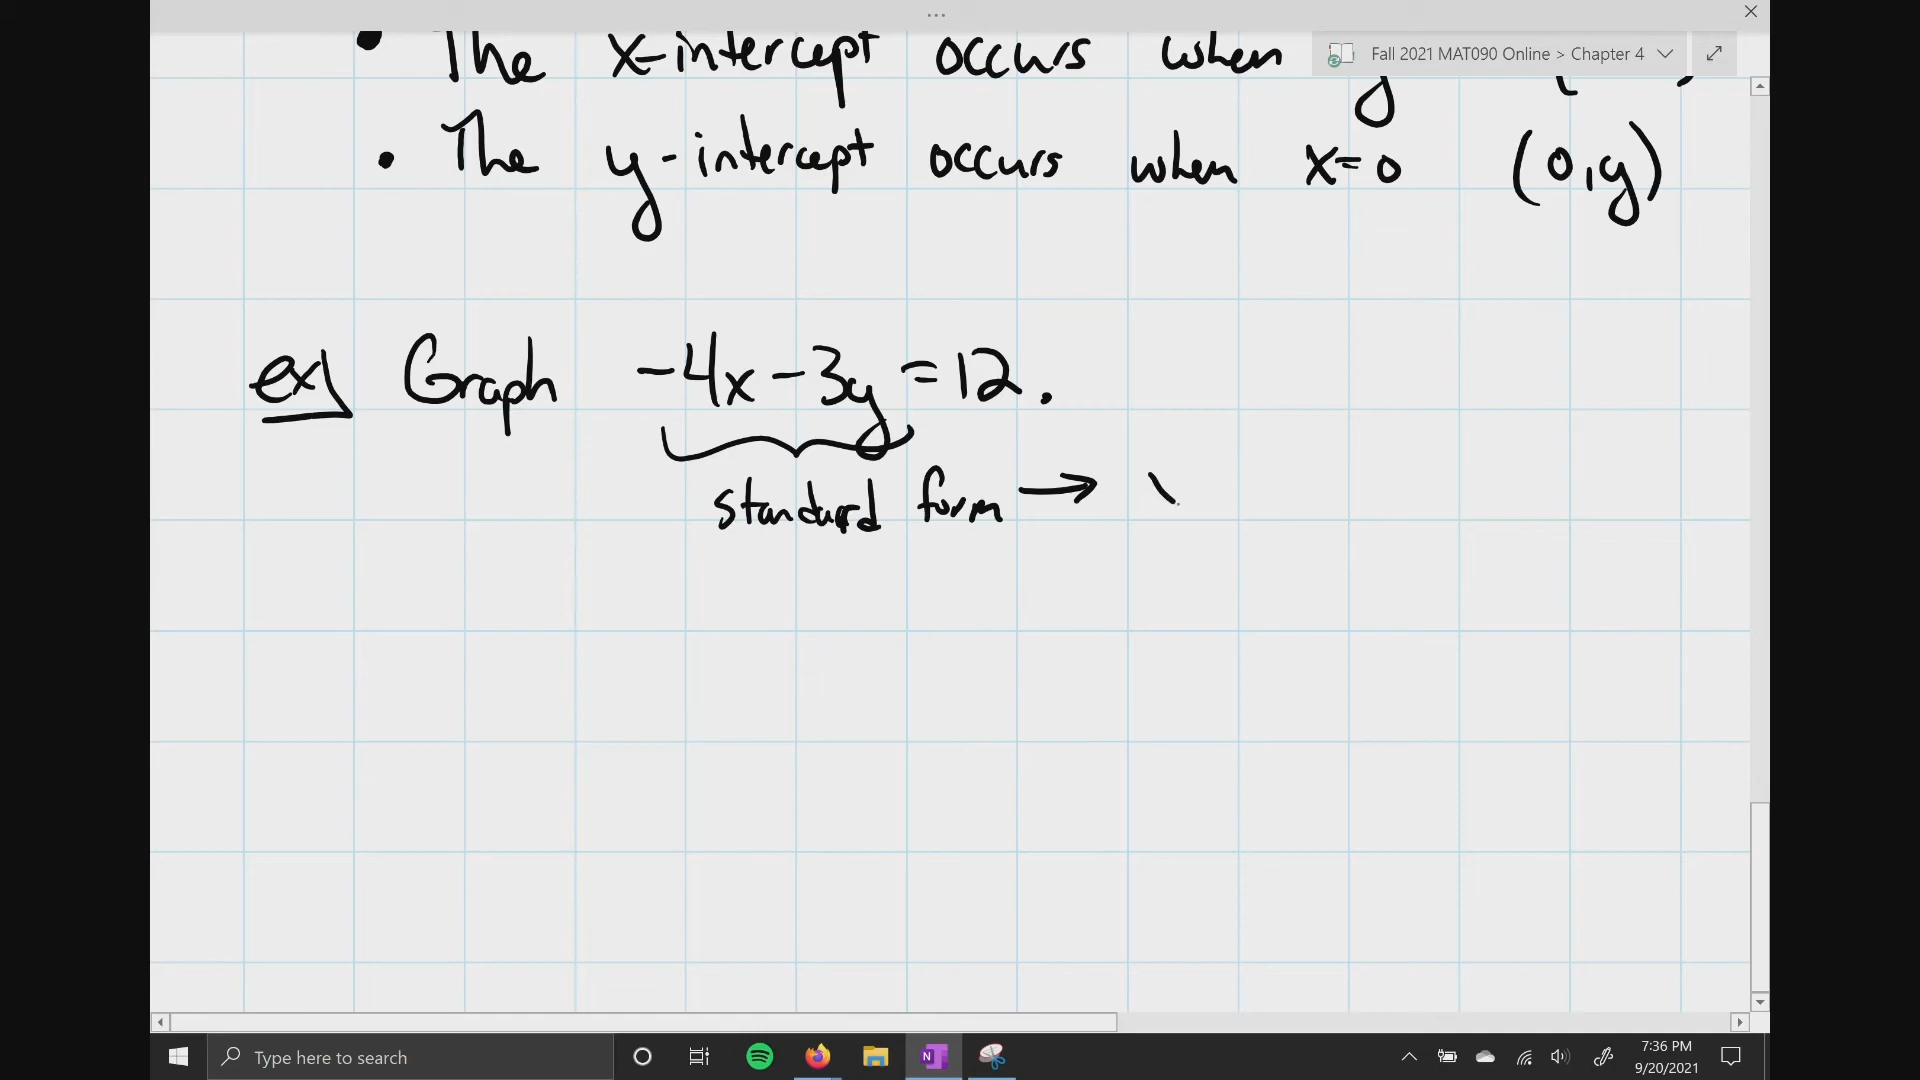 • The x-intercept occurs when y
Fall 2021 MAT090 Online > Chapter 4
• The y-intercept occurs when x=0 (0,y)
ex) Graph -4x-3y=12.
standard form →
Type here to search
7:36 PM
9/20/2021